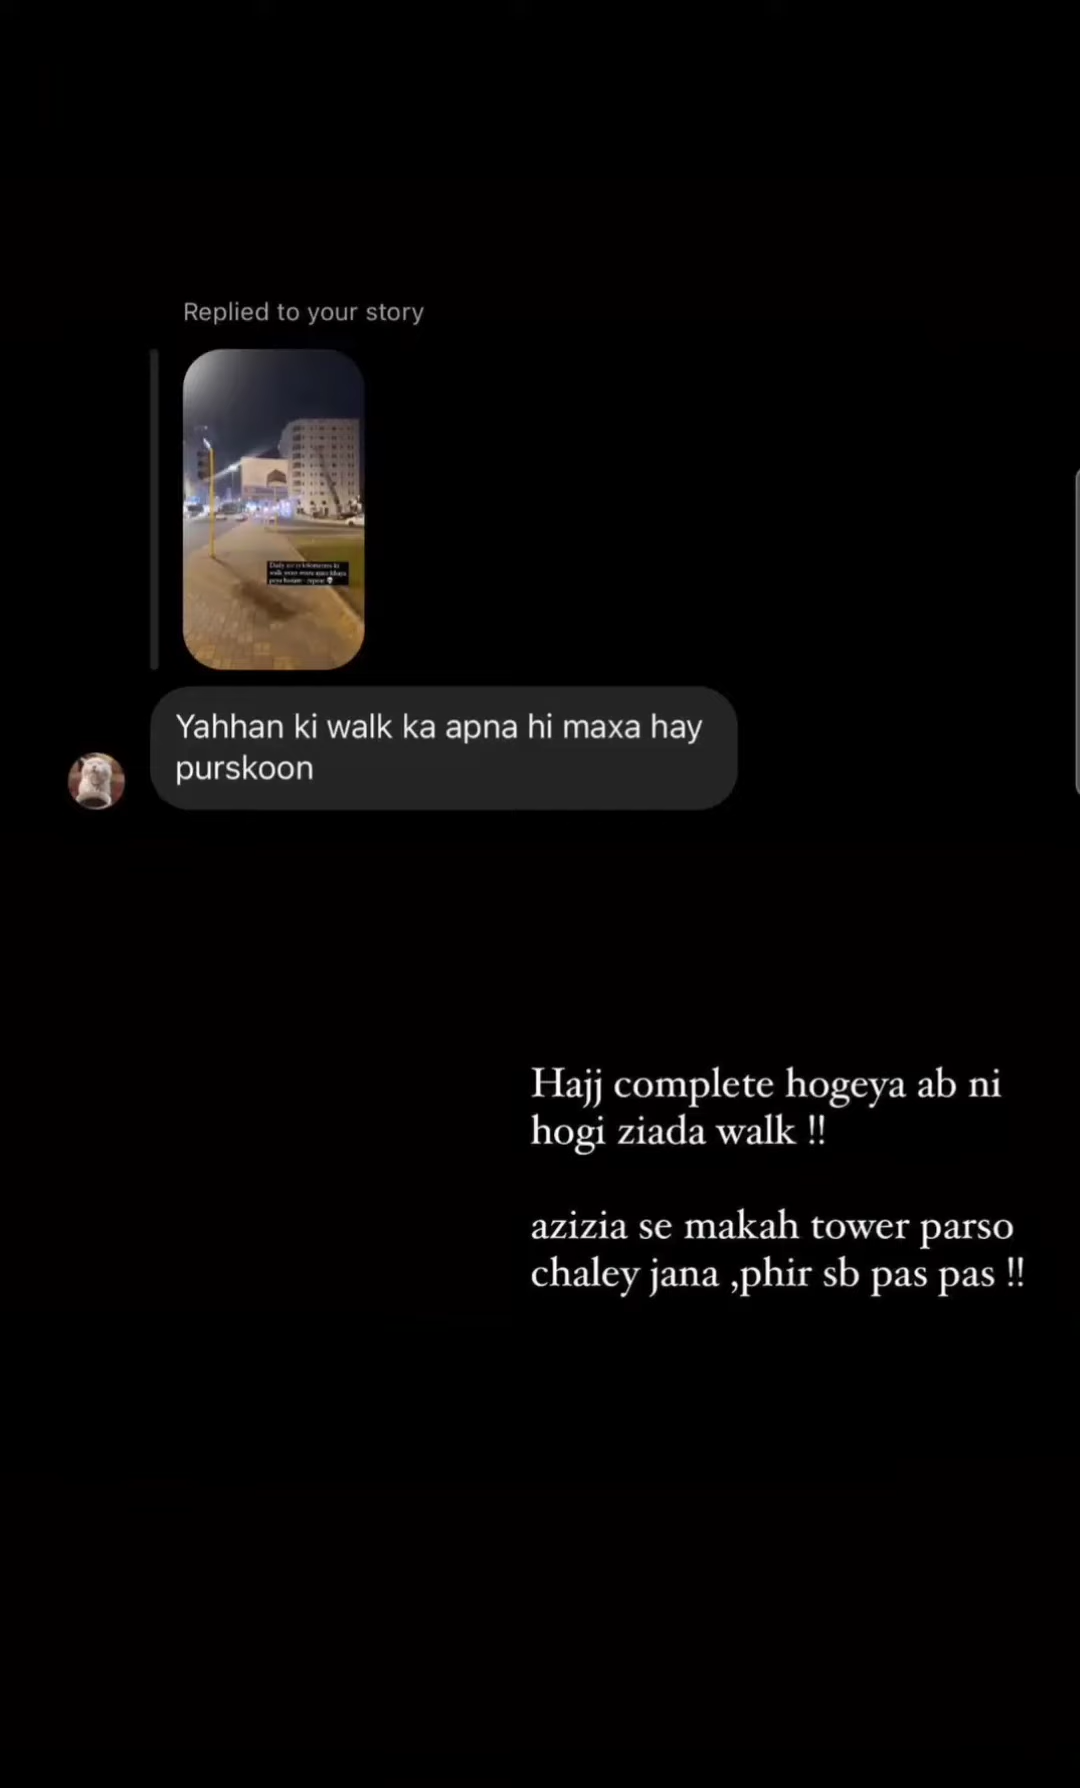 Replied to your story
Yahhan ki walk ka apna hi maxa hay
purskoon
Hajj complete hogeya ab ni
hogi ziada walk !!
azizia se makah tower parso
chaley jana ,phir sb pas pas !!